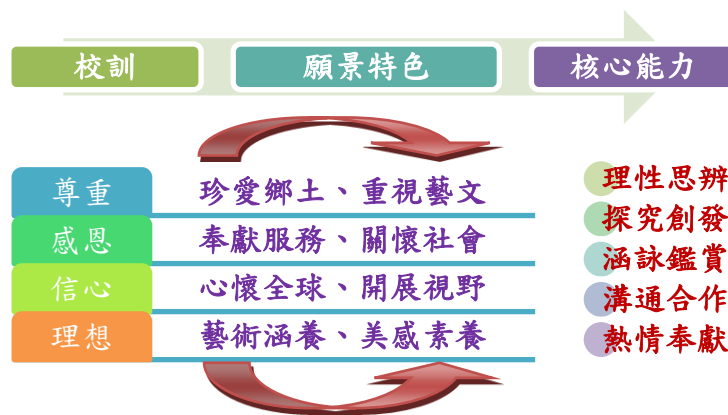 校訓
願景特色
核心能力
尊重
珍愛鄉土、重視藝文
感恩
奉獻服務、關懷社會
信心
心懷全球、開展視野
理想
藝術涵養、美感素養
理性思辨
探究創發
涵詠鑑賞
溝通合作
熱情奉獻